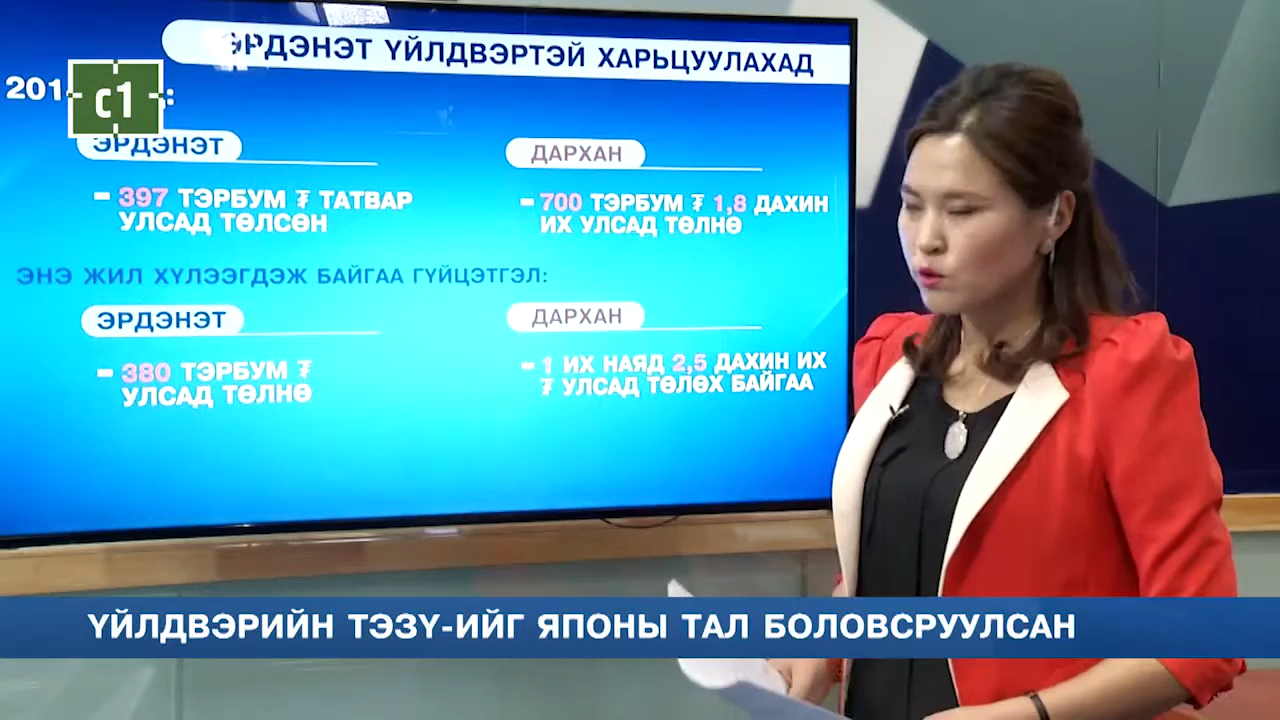 ЭРДЭНЭТ ҮЙЛДВЭРТЭЙ ХАРЬЦУУЛАХАД
c1
ЭРДЭНЭТ
- 397 ТЭРБУМ ₮ ТАТВАР
УЛСАД ТӨЛСӨН
ДАРХАН
- 700 ТЭРБУМ ₮ 1,8 ДАХИН
ИХ УЛСАД ТӨЛНӨ
ЭНЭ ЖИЛ ХҮЛЭЭГДЭЖ БАЙГАА ГҮЙЦЭТГЭЛ:
ЭРДЭНЭТ
- 380 ТЭРБУМ ₮
УЛСАД ТӨЛНӨ
ДАРХАН
- 1 ИХ НАЯД 2,5 ДАХИН ИХ
₮ УЛСАД ТӨЛӨХ БАЙГАА
ҮЙЛДВЭРИЙН ТЭЗҮ-ИЙГ ЯПОНЫ ТАЛ БОЛОВСРУУЛСАН